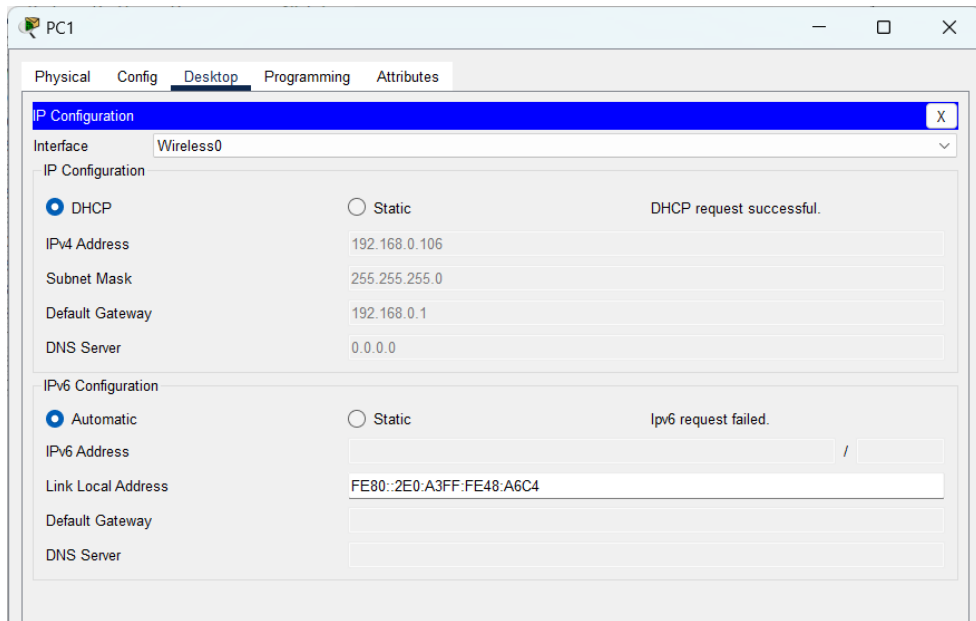 PC1
Physical Config Desktop Programming Attributes
IP Configuration X
Interface Wireless0
IP Configuration
DHCP Static DHCP request successful.
IPv4 Address 192.168.0.106
Subnet Mask 255.255.255.0
Default Gateway 192.168.0.1
DNS Server 0.0.0.0
IPv6 Configuration
Automatic Static Ipv6 request failed.
IPv6 Address /
Link Local Address FE80::2E0:A3FF:FE48:A6C4
Default Gateway
DNS Server